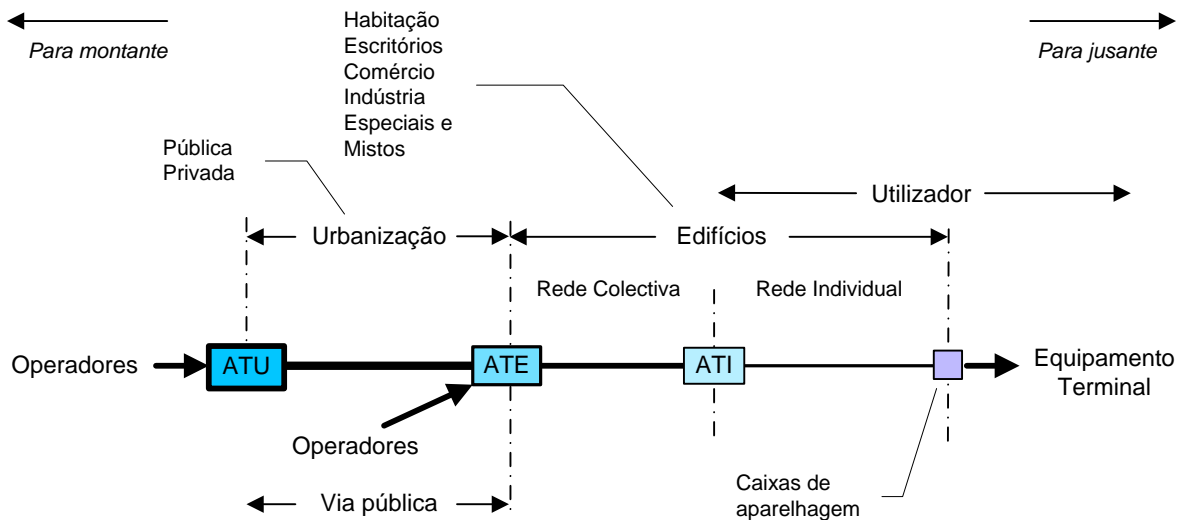 Para montante
Habitação
Escritórios
Comércio
Indústria
Especiais e
Mistos
Para jusante
Pública
Privada
Utilizador
Urbanização
Edifícios
Rede Colectiva
Rede Individual
Operadores
ATU
ATE
ATI
Equipamento
Terminal
Operadores
Via pública
Caixas de
aparelhagem